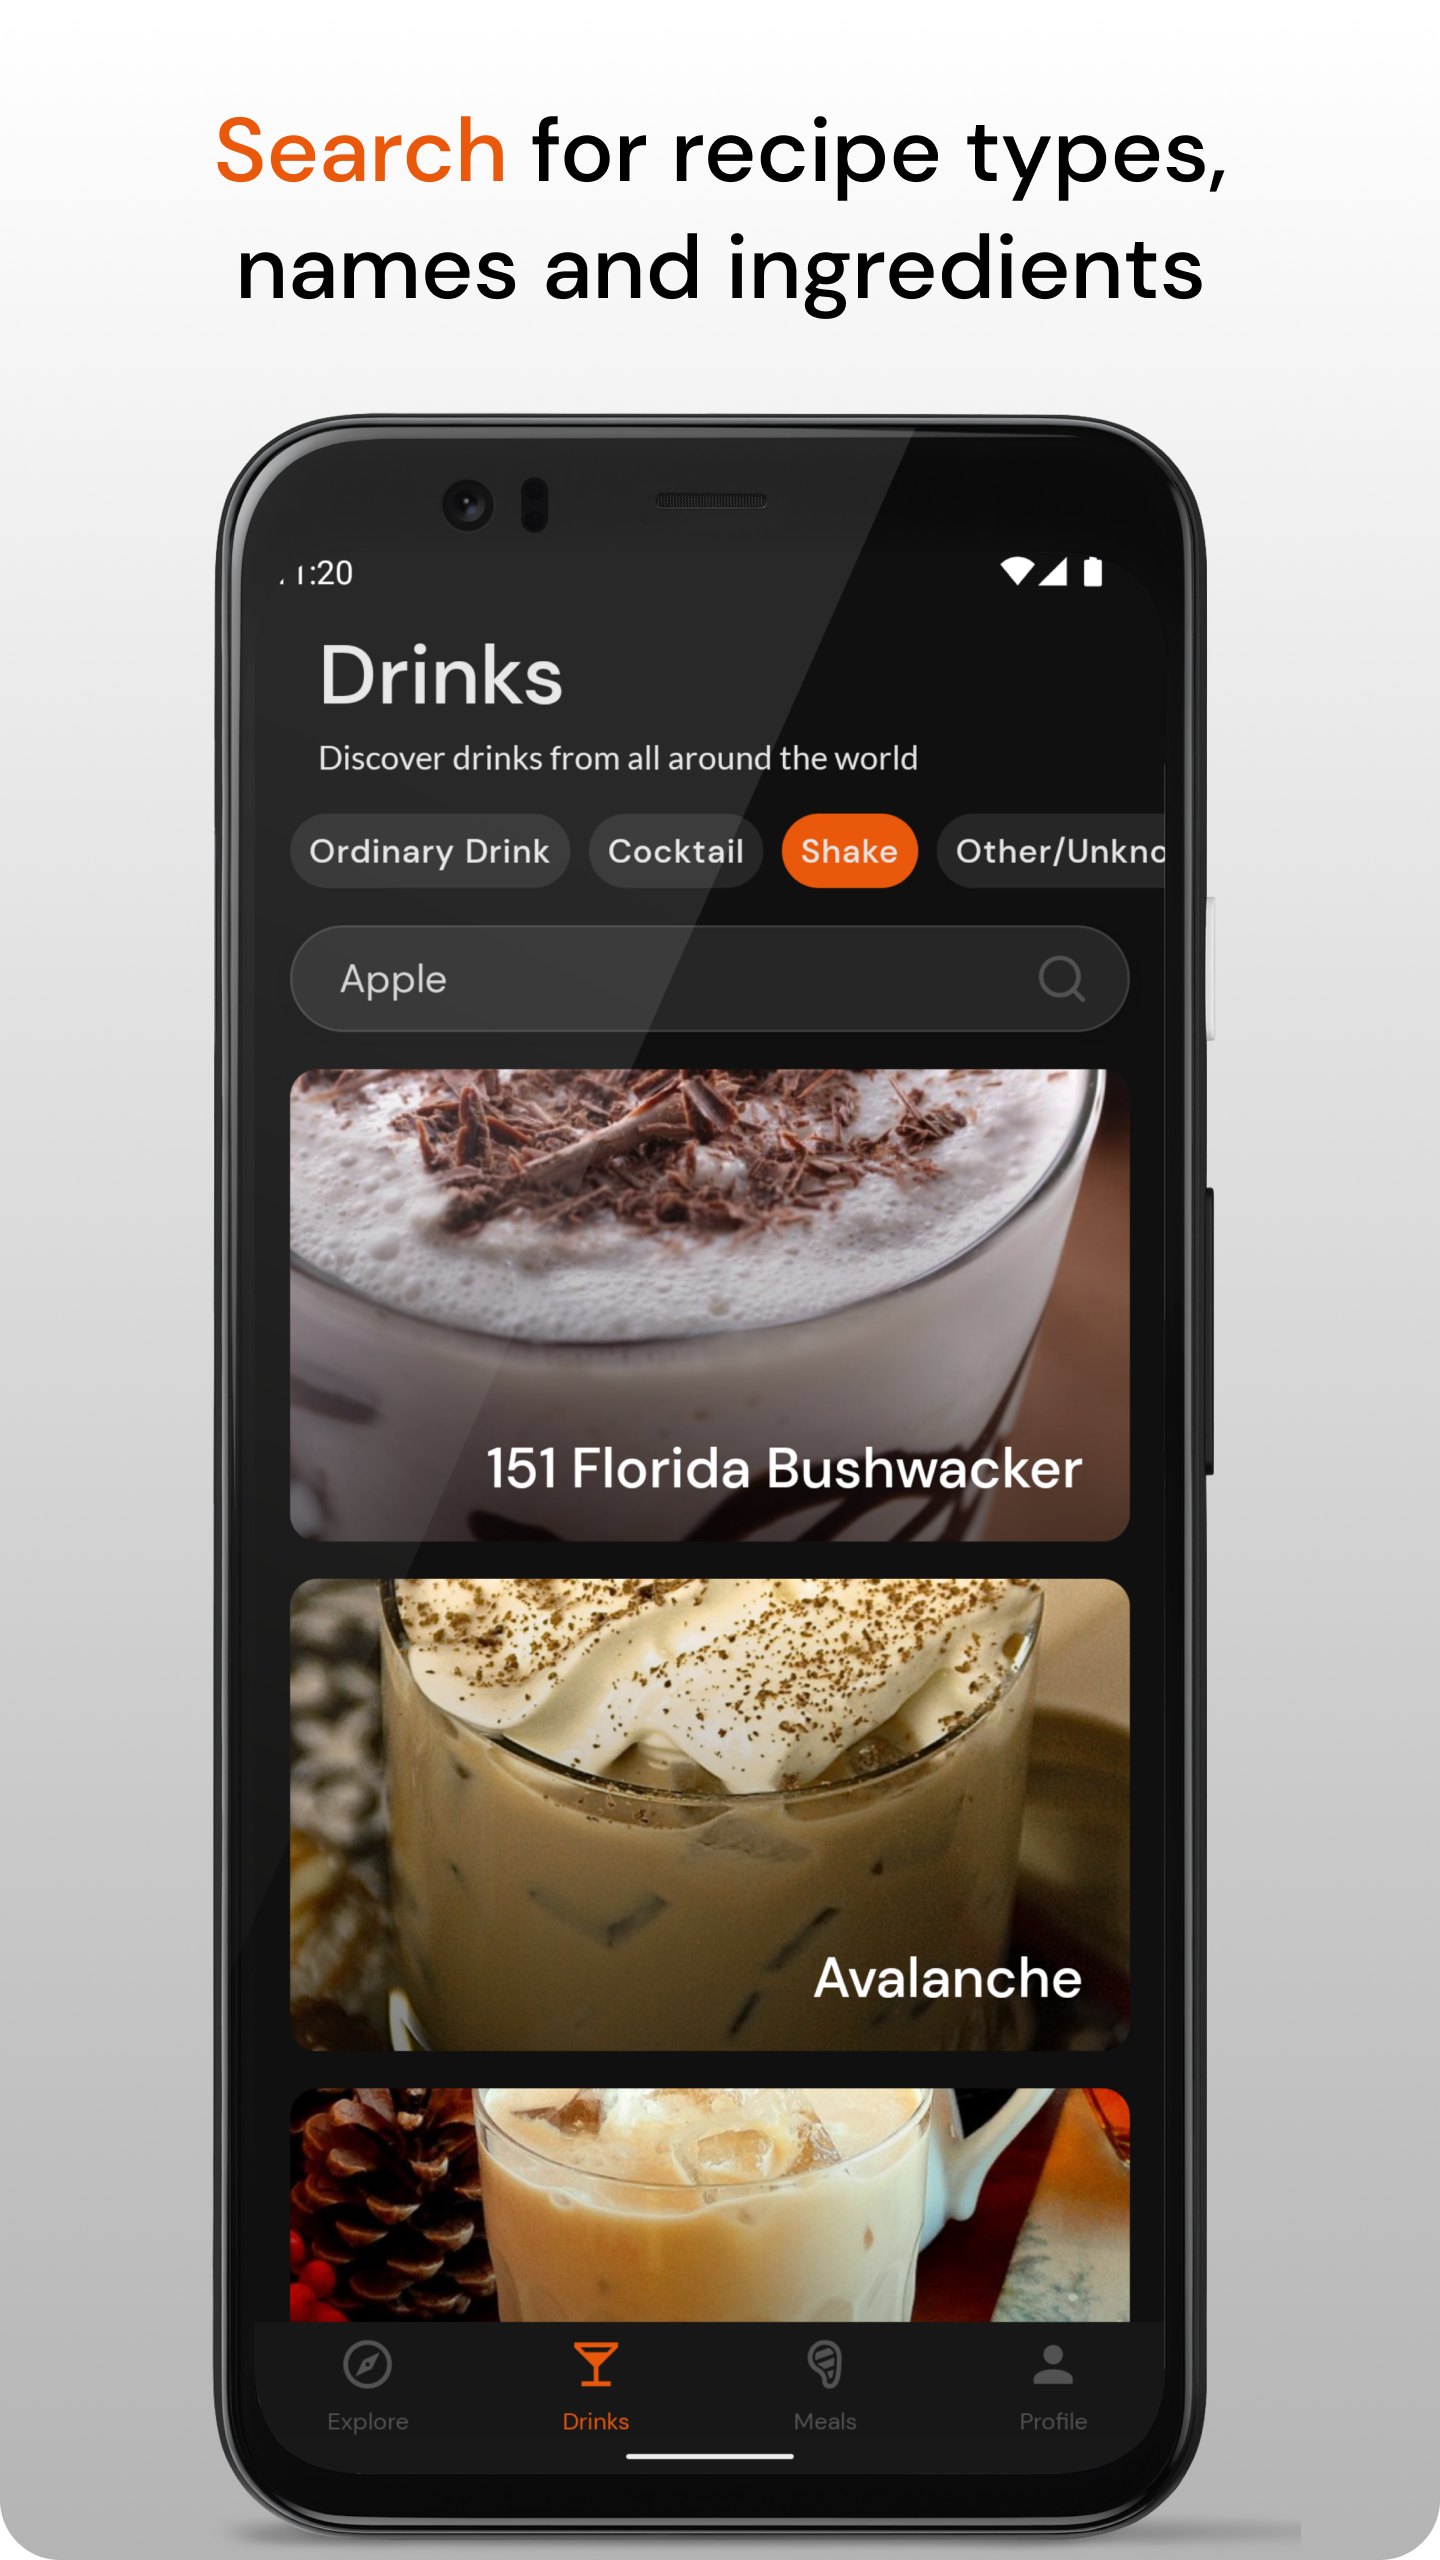 Search for recipe types,
names and ingredients
:20
Drinks
Discover drinks from all around the world
Ordinary Drink Cocktail Shake Other/Unkno
Apple
151 Florida Bushwacker
Avalanche
Explore Drinks Meals Profile